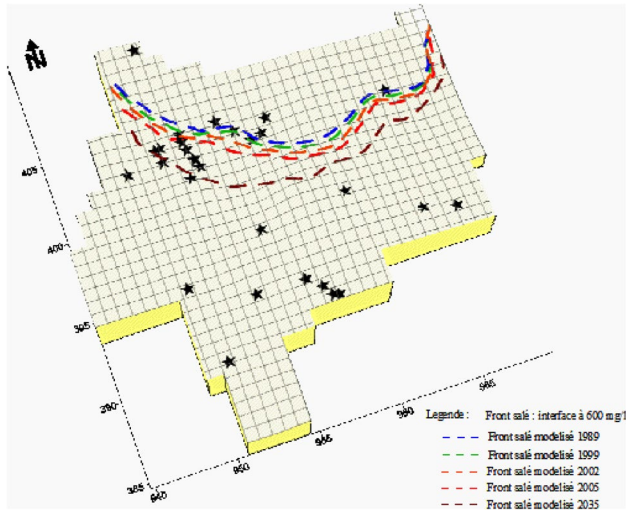 N
405
400
395
390
385
940
950
955
960
965
Legende : Front salé : interface à 600 mg/l
Front salé modelisé 1989
Front salé modelisé 1999
Front salé modelisé 2002
Front salé modelisé 2005
Front salé modelisé 2035